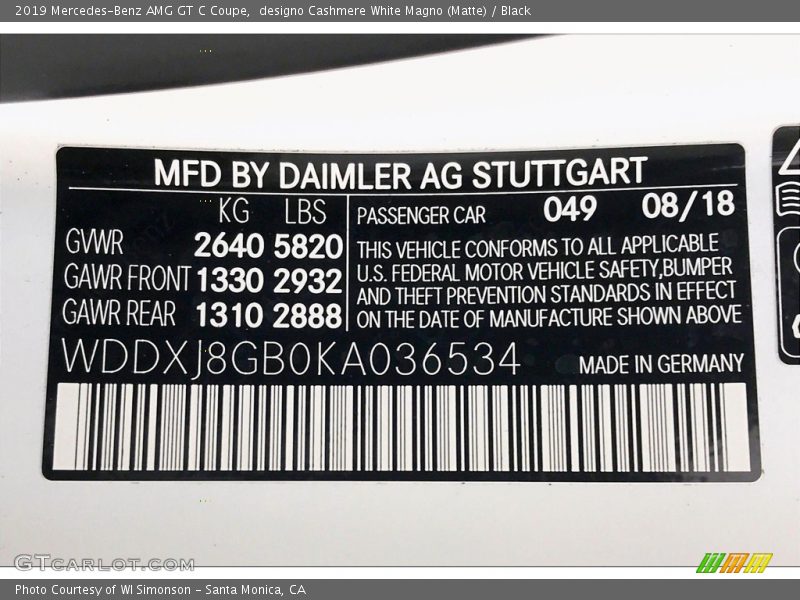 2019 Mercedes-Benz AMG GT C Coupe,  designo Cashmere White Magno (Matte) / Black
MFD BY DAIMLER AG STUTTGART
KG LBS
GVWR 2640 5820
GAWR FRONT 1330 2932
GAWR REAR 1310 2888
PASSENGER CAR 049 08/18
THIS VEHICLE CONFORMS TO ALL APPLICABLE
U.S. FEDERAL MOTOR VEHICLE SAFETY,BUMPER
AND THEFT PREVENTION STANDARDS IN EFFECT
ON THE DATE OF MANUFACTURE SHOWN ABOVE
WDDXJ8GB0KA036534 MADE IN GERMANY
GTCARLOT.COM
Photo Courtesy of WI Simonson - Santa Monica, CA